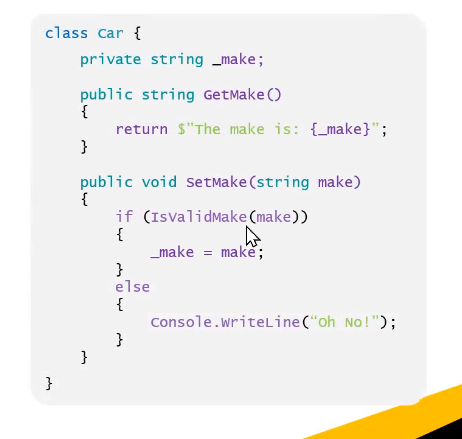 class Car {
private string _make;
public string GetMake()
{
return $"The make is: {_make}";
}
public void SetMake(string make)
{
if (IsValidMake(make))
{
_make = make;
}
else
{
Console.WriteLine(“Oh No!”);
}
}
}